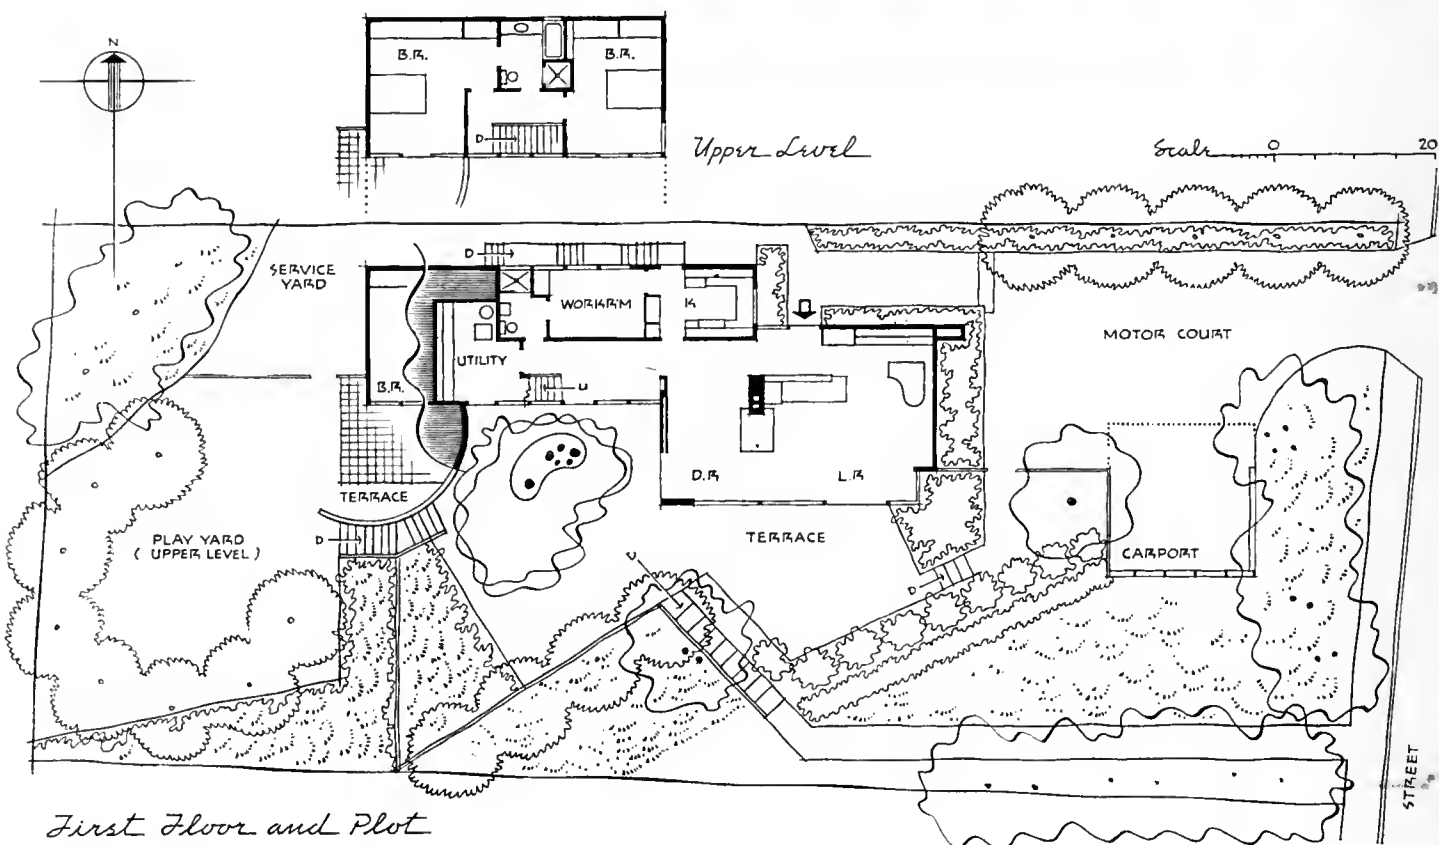 N
B.R.
B.R.
D
Upper Level
Scale
0
20
SERVICE
YARD
D
WORKR'M
K
MOTOR COURT
UTILITY
B.R.
U
D.R
L.R
TERRACE
TERRACE
PLAY YARD
( UPPER LEVEL )
D
D
D
CARPORT
STREET
First Floor and Plot